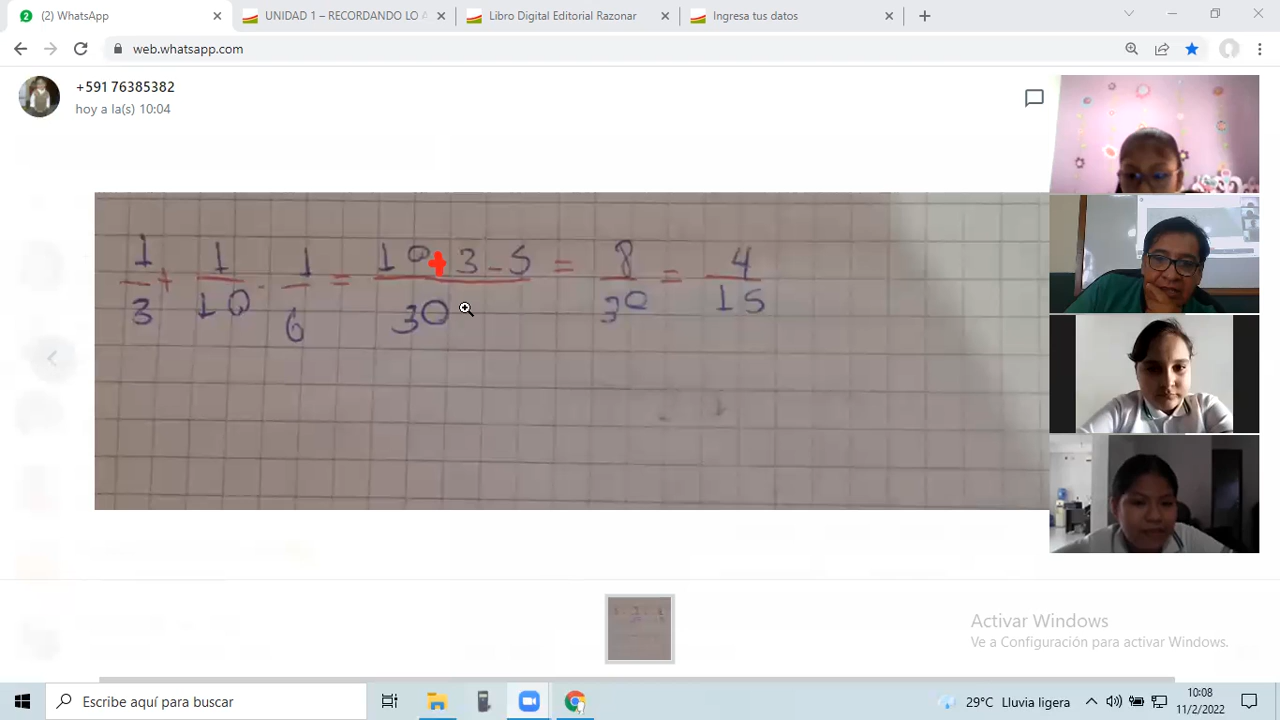 (2) WhatsApp
UNIDAD 1 – RECORDANDO LO A
Libro Digital Editorial Razonar
Ingresa tus datos
web.whatsapp.com
+591 76385382
hoy a la(s) 10:04
1/3 + 1/10 - 1/6 = 10+3-5/30 = 8/30 = 4/15
Activar Windows
Ve a Configuración para activar Windows.
Escribe aquí para buscar
29°C Lluvia ligera
10:08
11/2/2022